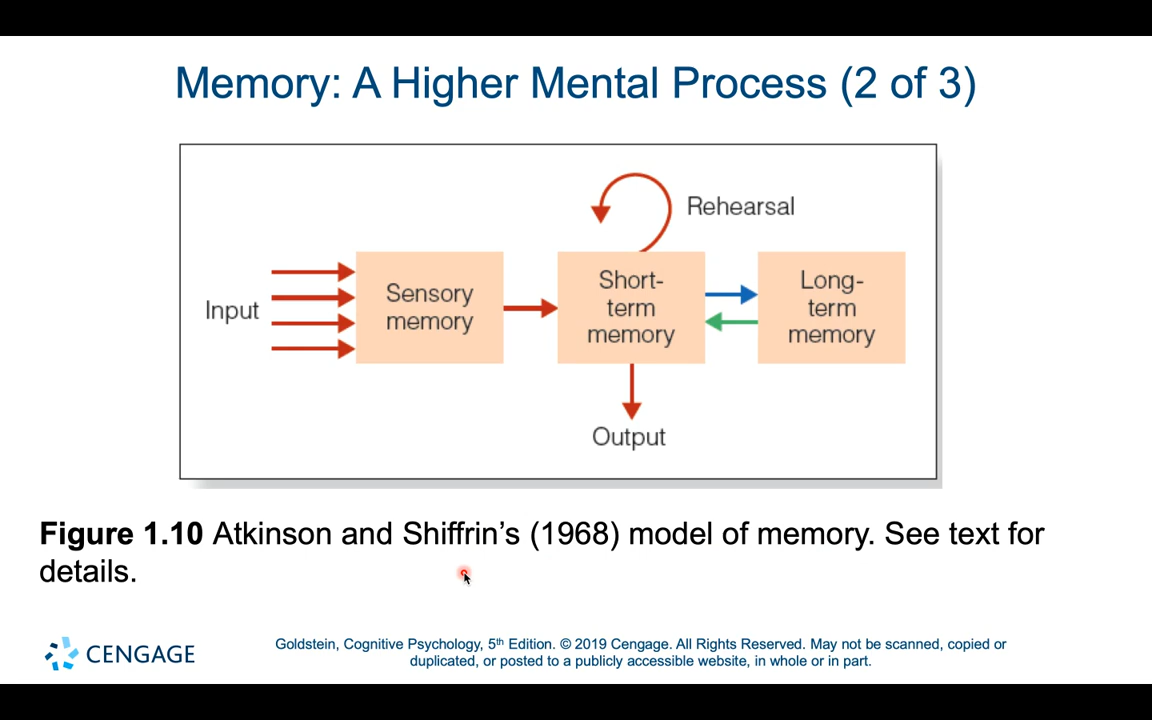 Memory: A Higher Mental Process (2 of 3)
Rehearsal
Input
Sensory
memory
Short-
term
memory
Long-
term
memory
Output
Figure 1.10 Atkinson and Shiffrin’s (1968) model of memory. See text for
details.
CENGAGE
Goldstein, Cognitive Psychology, 5th Edition. © 2019 Cengage. All Rights Reserved. May not be scanned, copied or
duplicated, or posted to a publicly accessible website, in whole or in part.